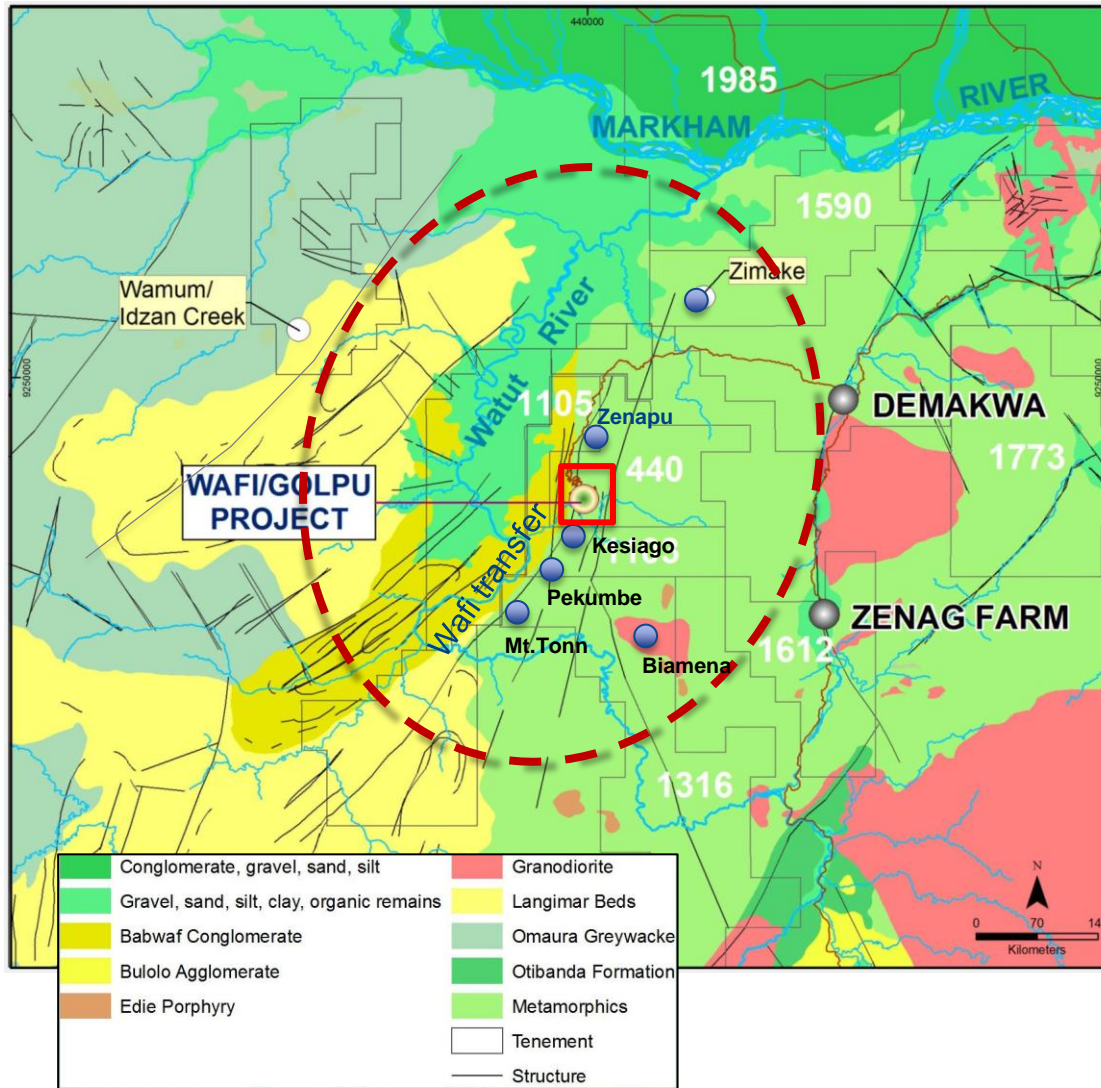 440000
1985
RIVER
MARKHAM
1590
Zimake
Wamum/
Idzan Creek
River
Watut
9250000
9250000
1105
DEMAKWA
Zenapu
440
1773
WAFI/GOLPU
PROJECT
Wafi transfer
Kesiago
Pekumbe
ZENAG FARM
Mt.Tonn
1612
Biamena
1316
Conglomerate, gravel, sand, silt
Gravel, sand, silt, clay, organic remains
Babwaf Conglomerate
Bulolo Agglomerate
Edie Porphyry
Granodiorite
Langimar Beds
Omaura Greywacke
Otibanda Formation
Metamorphics
Tenement
Structure
N
0 70 14
Kilometers